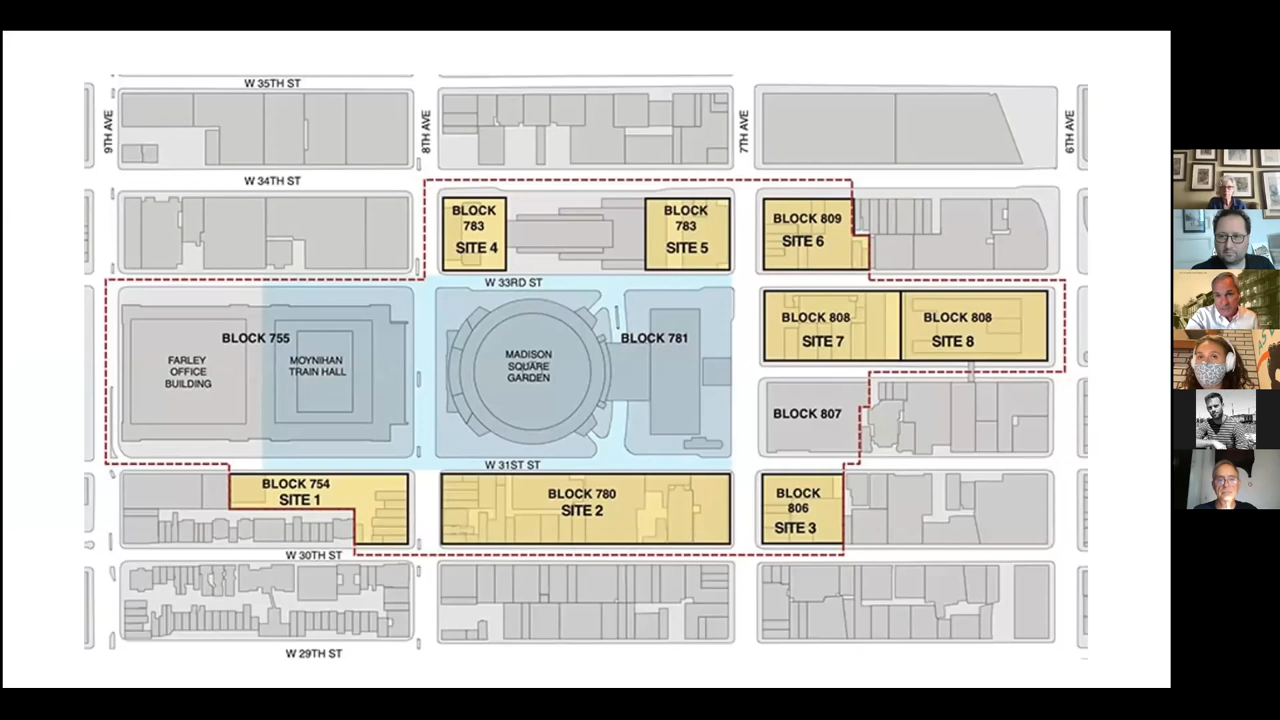 W 35TH ST
9TH AVE
8TH AVE
7TH AVE
6TH AVE
W 34TH ST
BLOCK
783
SITE 4
BLOCK
783
SITE 5
BLOCK 809
SITE 6
W 33RD ST
BLOCK 755
FARLEY
OFFICE
BUILDING
MOYNIHAN
TRAIN HALL
MADISON
SQUARE
GARDEN
BLOCK 781
BLOCK 808
SITE 7
BLOCK 808
SITE 8
BLOCK 807
W 31ST ST
BLOCK 754
SITE 1
BLOCK 780
SITE 2
BLOCK
806
SITE 3
W 30TH ST
W 29TH ST